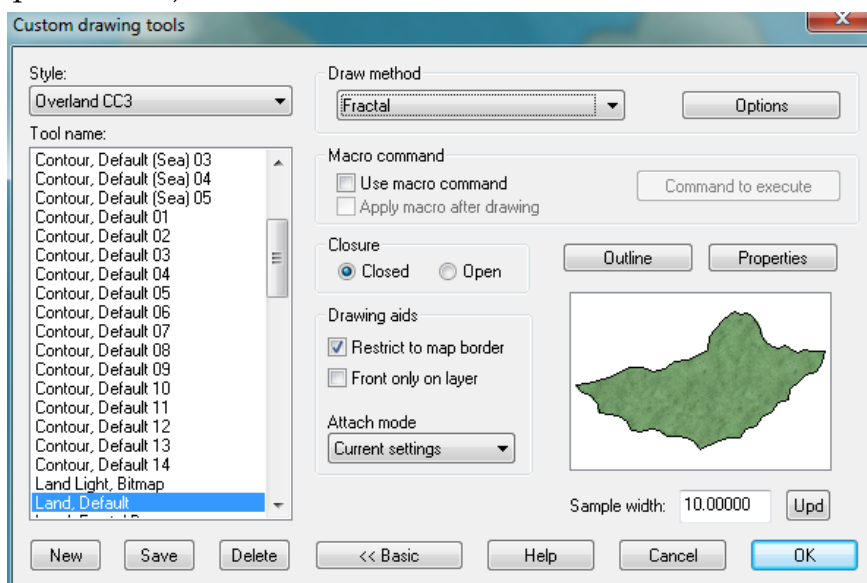 Custom drawing tools
Style:
Overland CC3
Tool name:
Contour, Default (Sea) 03
Contour, Default (Sea) 04
Contour, Default (Sea) 05
Contour, Default 01
Contour, Default 02
Contour, Default 03
Contour, Default 04
Contour, Default 05
Contour, Default 06
Contour, Default 07
Contour, Default 08
Contour, Default 09
Contour, Default 10
Contour, Default 11
Contour, Default 12
Contour, Default 13
Contour, Default 14
Land Light, Bitmap
Land, Default
New Save Delete
Draw method
Fractal Options
Macro command
Use macro command Command to execute
Apply macro after drawing
Closure
Closed Open
Outline Properties
Drawing aids
Restrict to map border
Front only on layer
Attach mode
Current settings
Sample width: 10.00000 Upd
<< Basic Help Cancel OK